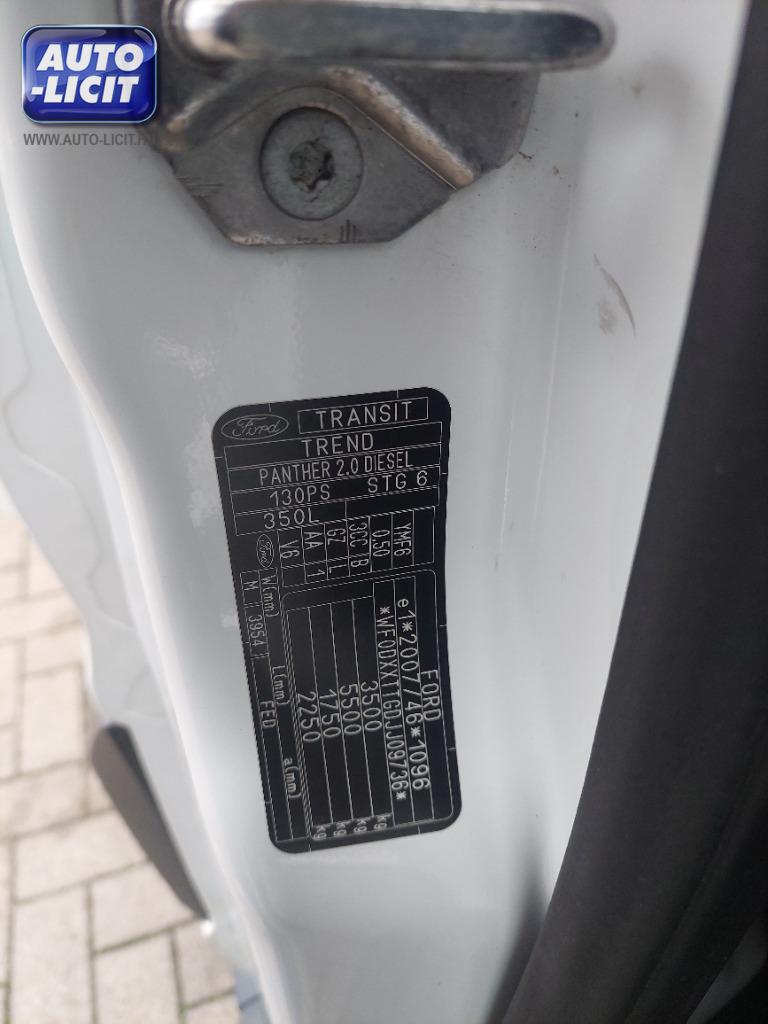 AUTO
-LICIT
WWW.AUTO-LICIT.H
Ford
TRANSIT
TREND
PANTHER 2.0 DIESEL
130PS STG 6
350L
FORD
e1*2007/46*1096
3500 kg
5500 kg
1750 kg
2250 kg
YMF6
0.50
3CC B
GZ L
AA 1
V6
Ford
W(mm) L(mm) a(mm)
M 3954 FED